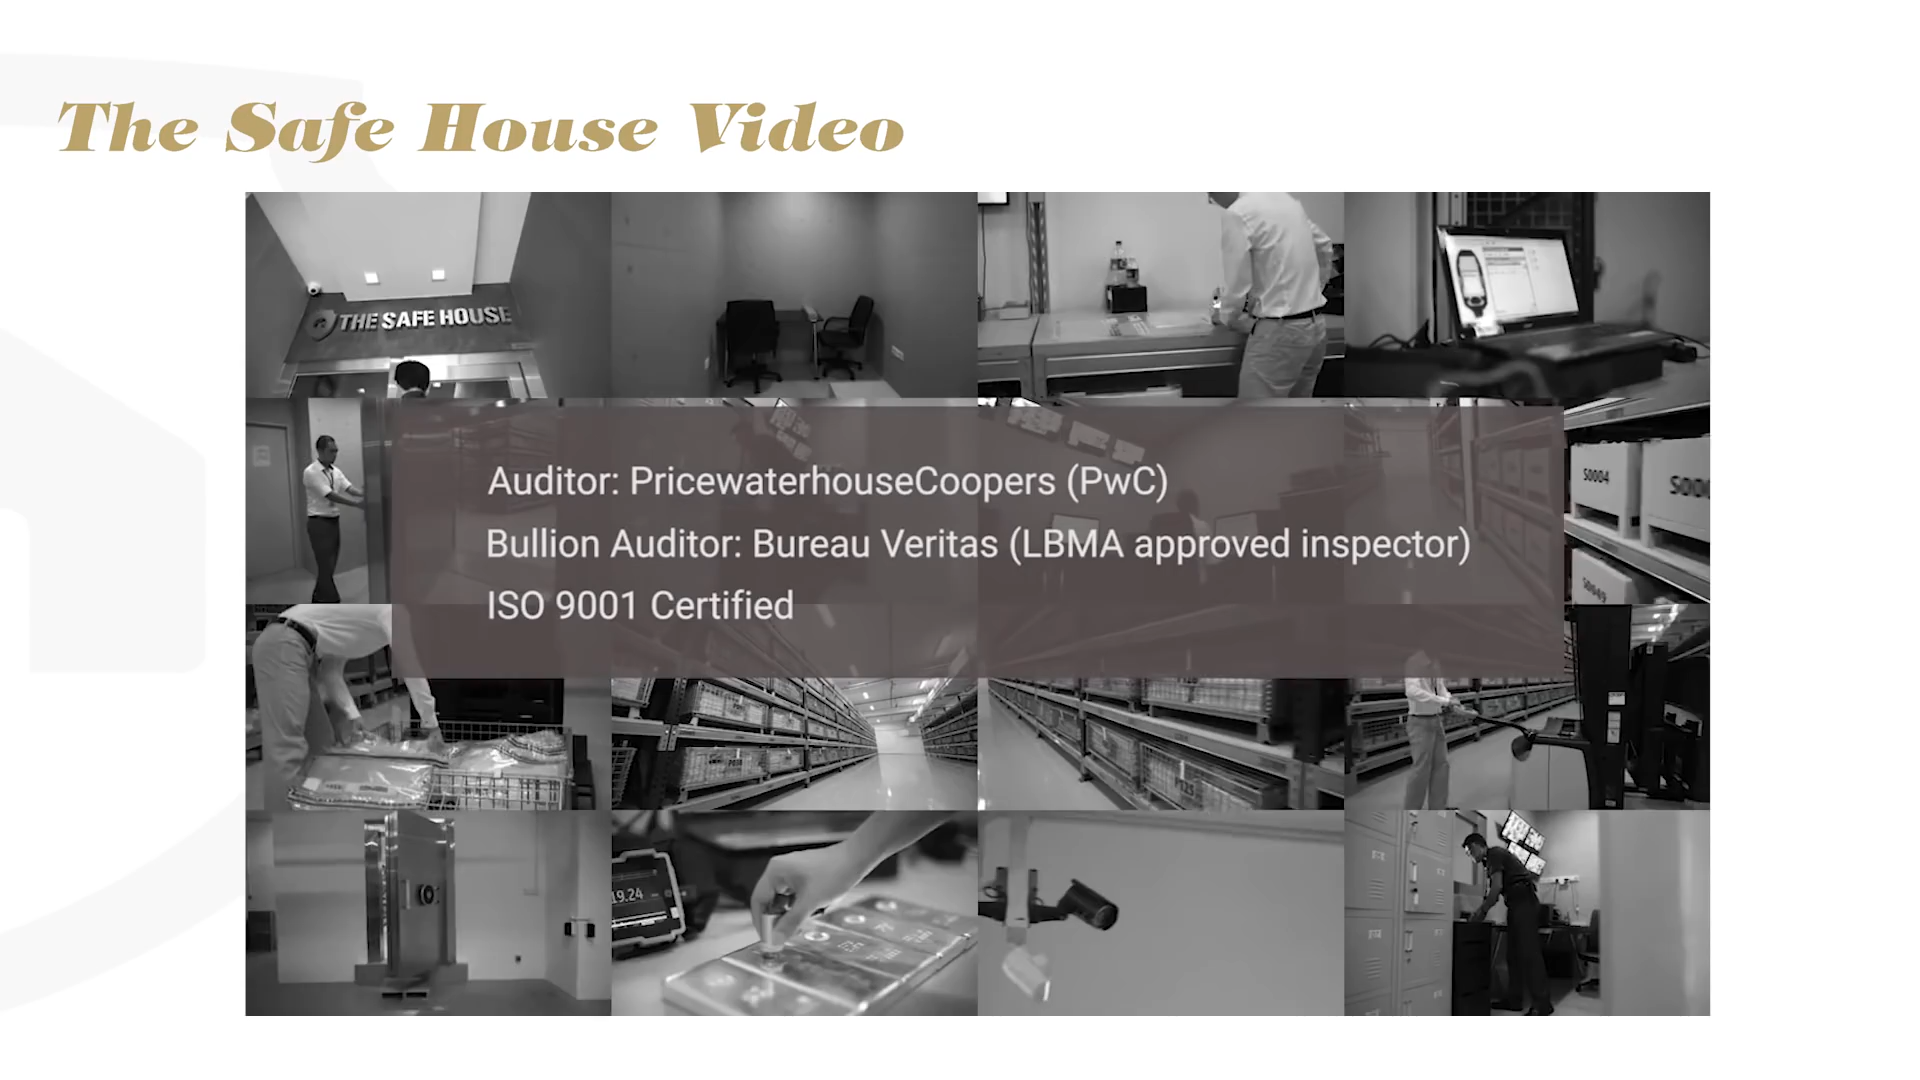 The Safe House Video
THE SAFE HOUSE
Auditor: PricewaterhouseCoopers (PwC)
Bullion Auditor: Bureau Veritas (LBMA approved inspector)
ISO 9001 Certified
S0004
P125
19.24